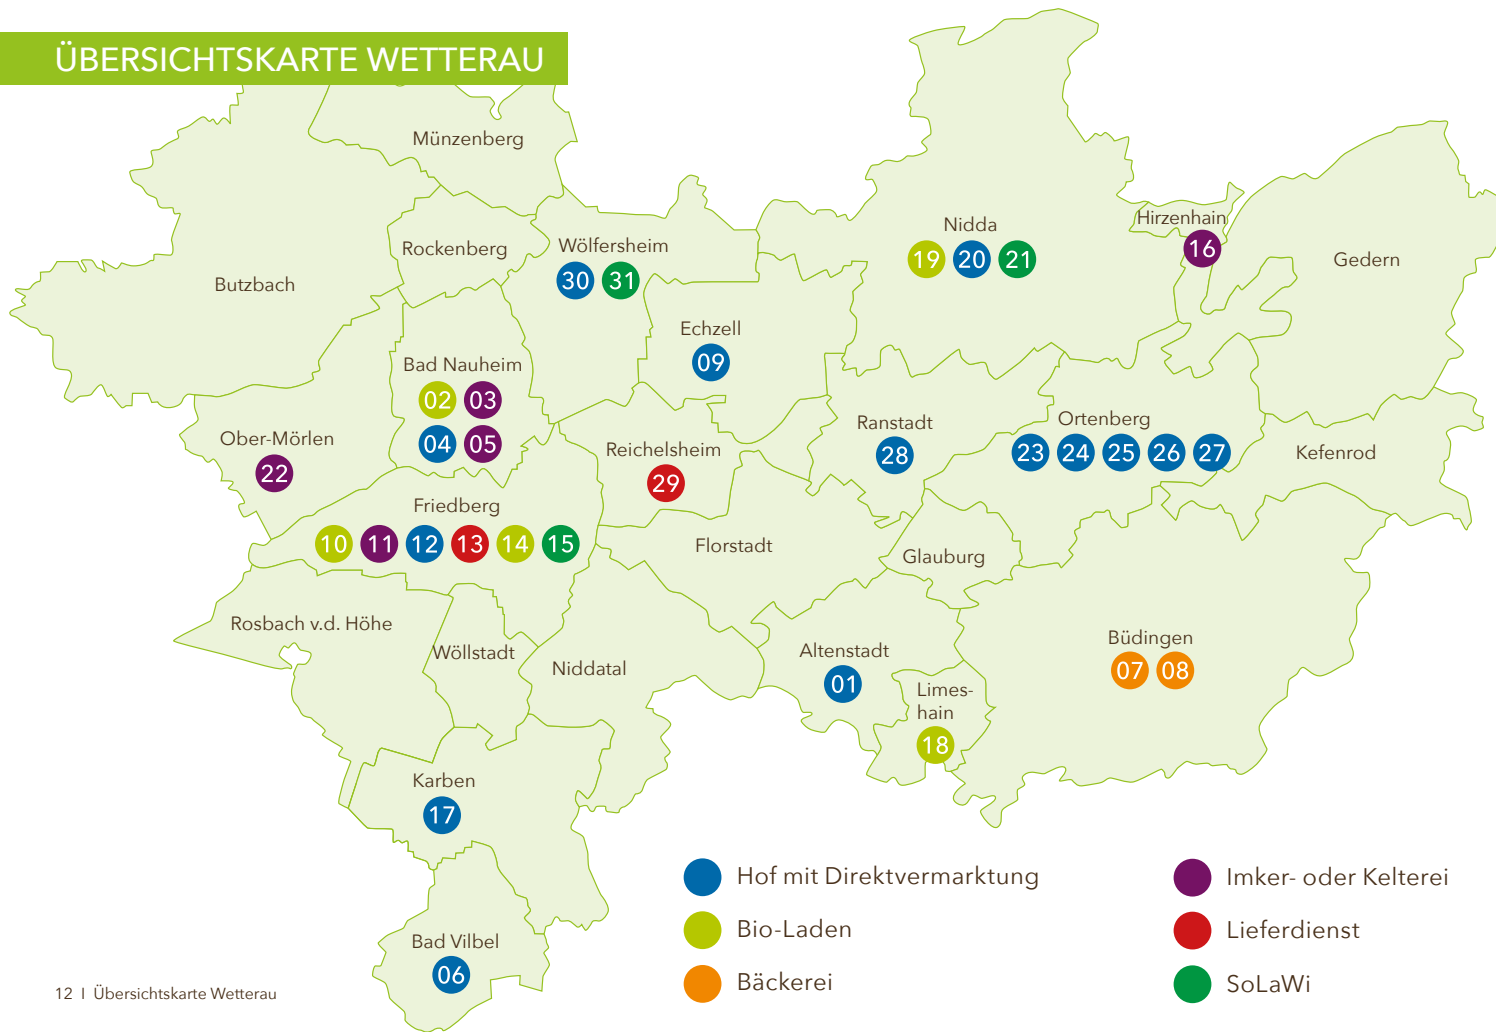 ÜBERSICHTSKARTE WETTERAU
Münzenberg
Rockenberg
Butzbach
Wölfersheim
30 31
Nidda
19 20 21
Hirzenhain
16
Gedern
Echzell
09
Bad Nauheim
02 03
04 05
Ober-Mörlen
22
Reichelsheim
29
Ranstadt
28
Ortenberg
23 24 25 26 27
Kefenrod
Friedberg
10 11 12 13 14 15
Florstadt
Glauburg
Rosbach v.d. Höhe
Wöllstadt
Niddatal
Altenstadt
01
Limes-
hain
18
Büdingen
07 08
Karben
17
Bad Vilbel
06
Hof mit Direktvermarktung
Bio-Laden
Bäckerei
Imker- oder Kelterei
Lieferdienst
SoLaWi
12 I Übersichtskarte Wetterau